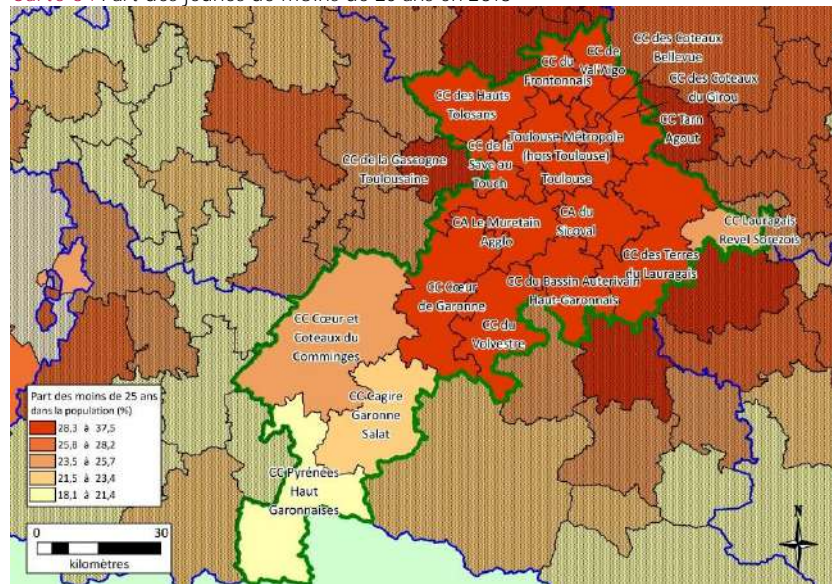 Part des jeunes de moins de 25 ans en 2015
CC des Coteaux
Bellevue
CC de
Val'Aïgo
CC du
Frontonnais
CC des Coteaux
du Girou
CC des Hauts
Tolosans
CC Tarn
Agout
Toulouse Métropole
(hors Toulouse)
CC de la
Save au
Touch
CC de la Gascogne
Toulousaine
Toulouse
CC Lauragais
Revel Sorezois
CA Le Muretain
Agglo
CA du
Sicoval
CC des Terres
du Lauragais
CC Cœur
de Garonne
CC du Bassin Auterivain
Haut-Garonnais
CC du
Volvestre
CC Cœur et
Coteaux du
Comminges
CC Cagire
Garonne
Salat
CC Pyrénées
Haut
Garonnaises
Part des moins de 25 ans
dans la population (%)
28,3 à 37,5
25,8 à 28,2
23,5 à 25,7
21,5 à 23,4
18,1 à 21,4
0 30
kilomètres
N